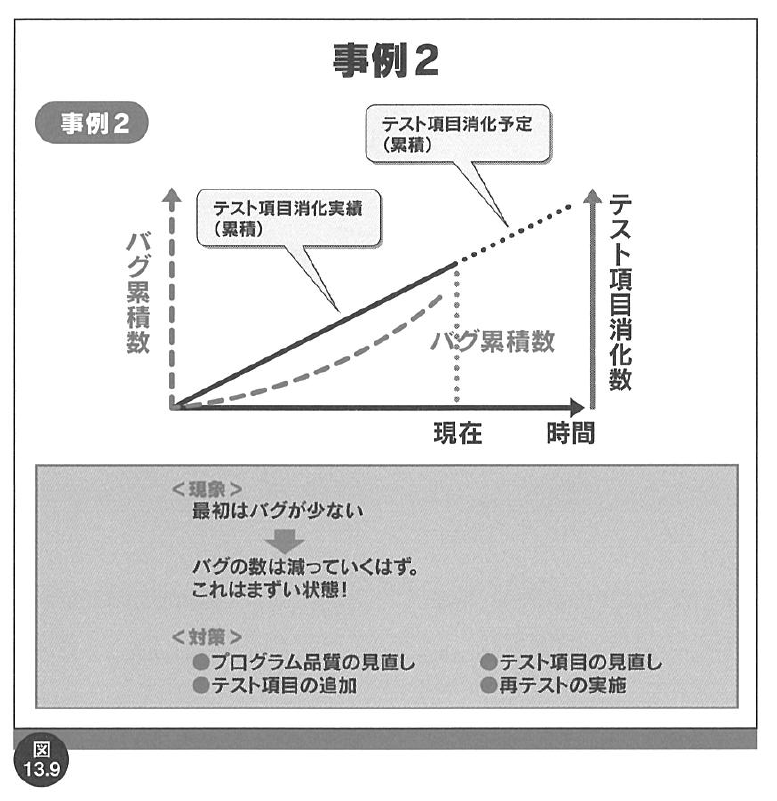 事例2
事例2
テスト項目消化予定
(累積)
テスト項目消化実績
(累積)
バグ累積数
テスト項目消化数
バグ累積数
現在
時間
<現象>
最初はバグが少ない
バグの数は減っていくはず。
これはまずい状態!
<対策>
●プログラム品質の見直し
●テスト項目の見直し
●テスト項目の追加
●再テストの実施
図
13.9